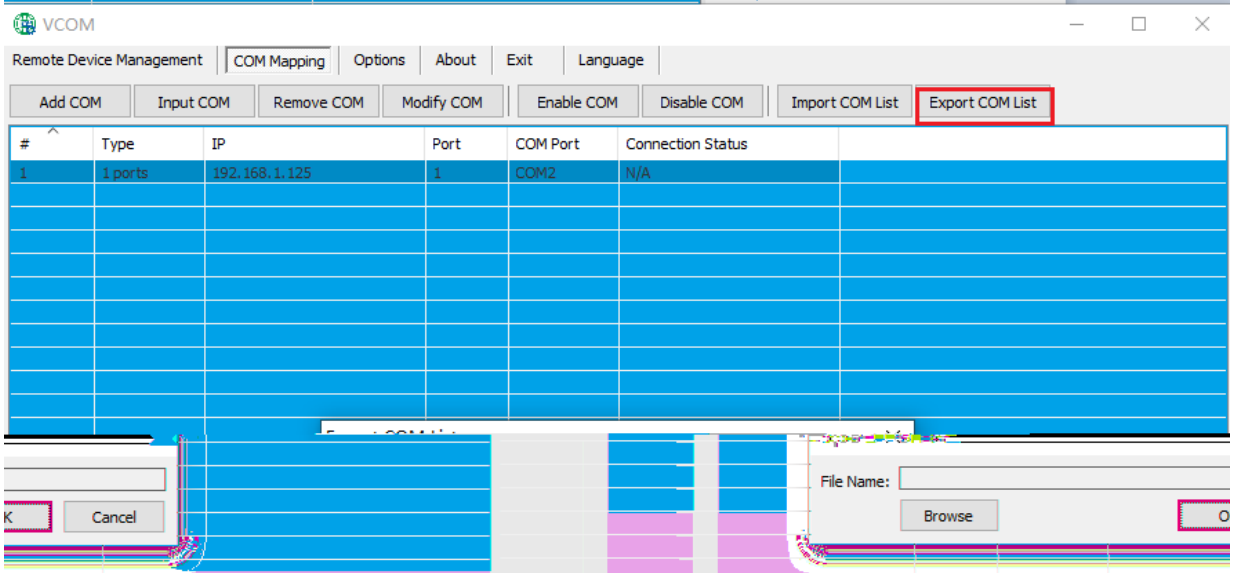 VCOM
Remote Device Management COM Mapping Options About Exit Language
Add COM Input COM Remove COM Modify COM Enable COM Disable COM Import COM List Export COM List
# Type IP Port COM Port Connection Status
1 1 ports 192.168.1.125 1 COM2 N/A
File Name:
Cancel Browse